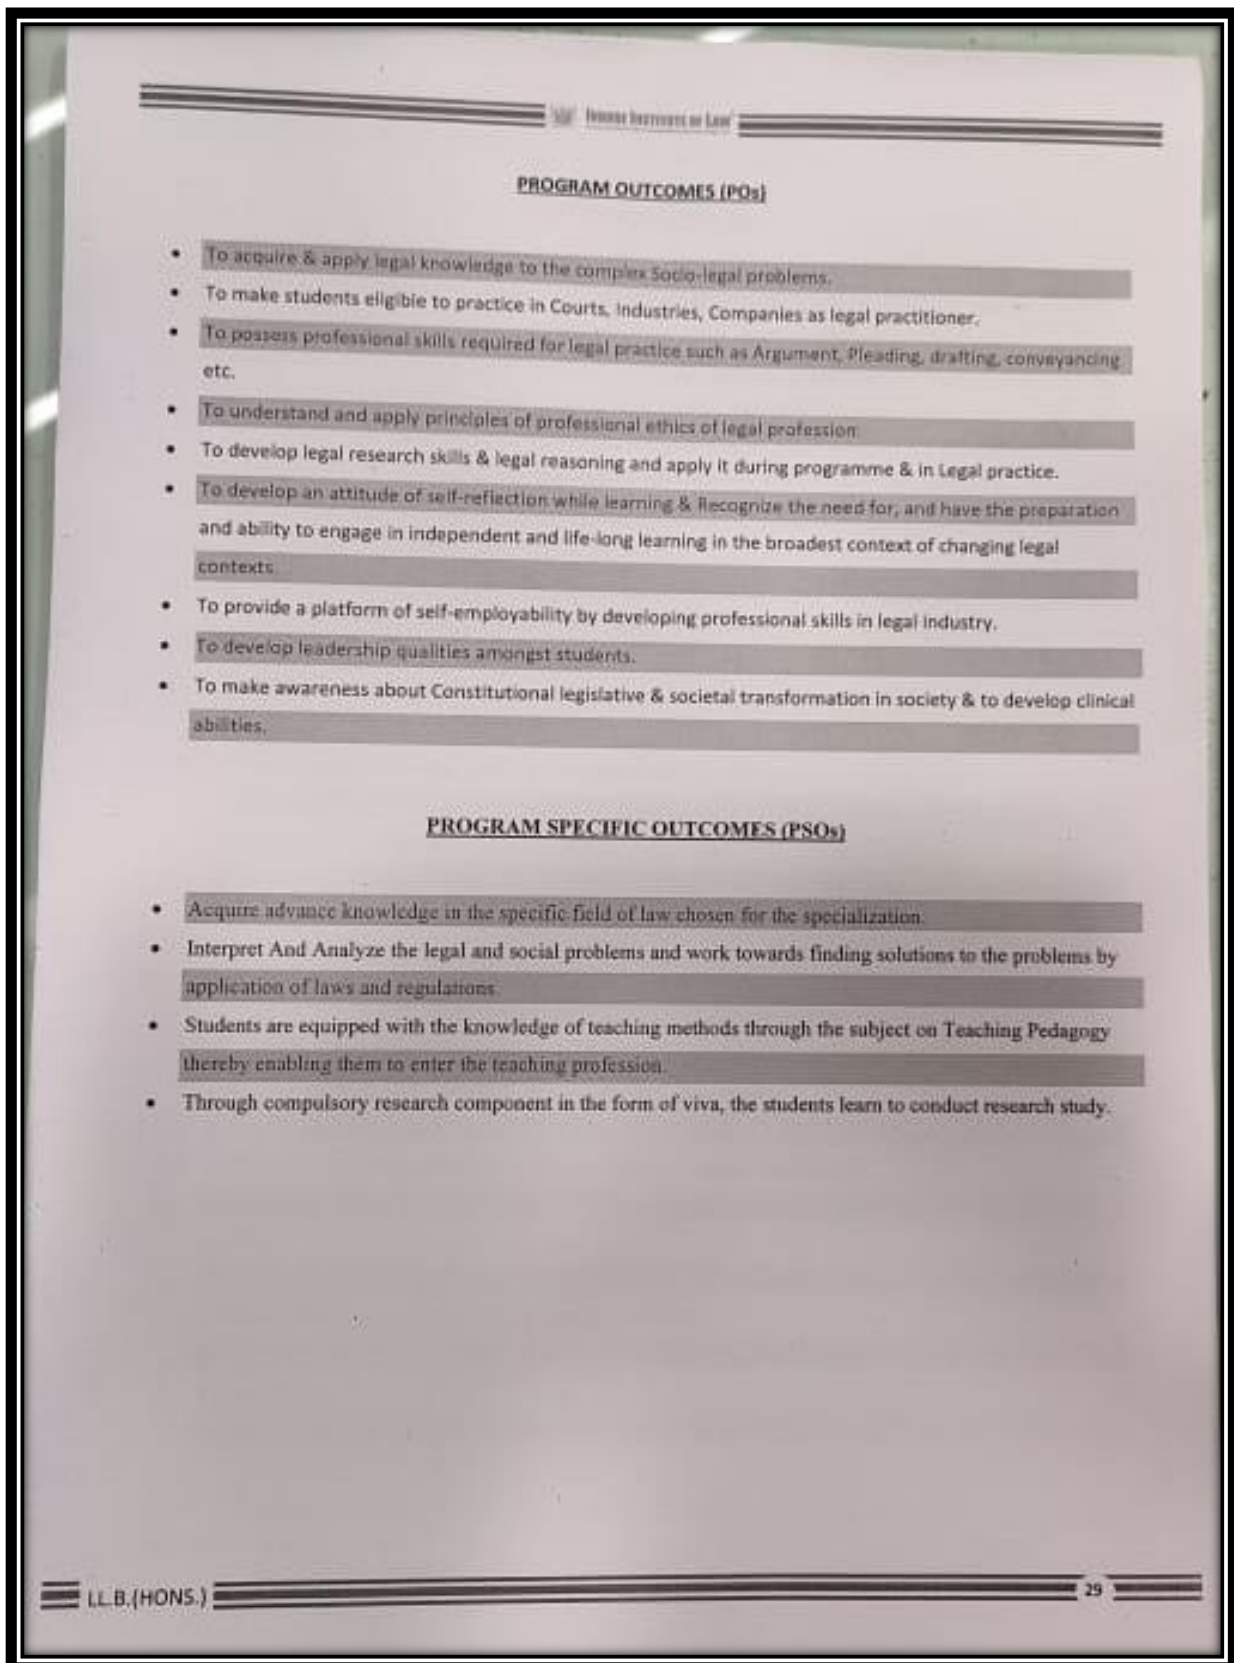 Indore Institute of Law
PROGRAM OUTCOMES (POs)
• To acquire & apply legal knowledge to the complex Socio-legal problems.
• To make students eligible to practice in Courts, Industries, Companies as legal practitioner.
• To possess professional skills required for legal practice such as Argument, Pleading, drafting, conveyancing
etc.
• To understand and apply principles of professional ethics of legal profession.
• To develop legal research skills & legal reasoning and apply it during programme & in Legal practice.
• To develop an attitude of self-reflection while learning & Recognize the need for, and have the preparation
and ability to engage in independent and life-long learning in the broadest context of changing legal
contexts.
• To provide a platform of self-employability by developing professional skills in legal industry.
• To develop leadership qualities amongst students.
• To make awareness about Constitutional legislative & societal transformation in society & to develop clinical
abilities.
PROGRAM SPECIFIC OUTCOMES (PSOs)
• Acquire advance knowledge in the specific field of law chosen for the specialization.
• Interpret And Analyze the legal and social problems and work towards finding solutions to the problems by
application of laws and regulations.
• Students are equipped with the knowledge of teaching methods through the subject on Teaching Pedagogy
thereby enabling them to enter the teaching profession.
• Through compulsory research component in the form of viva, the students learn to conduct research study.
LL.B.(HONS.)
29